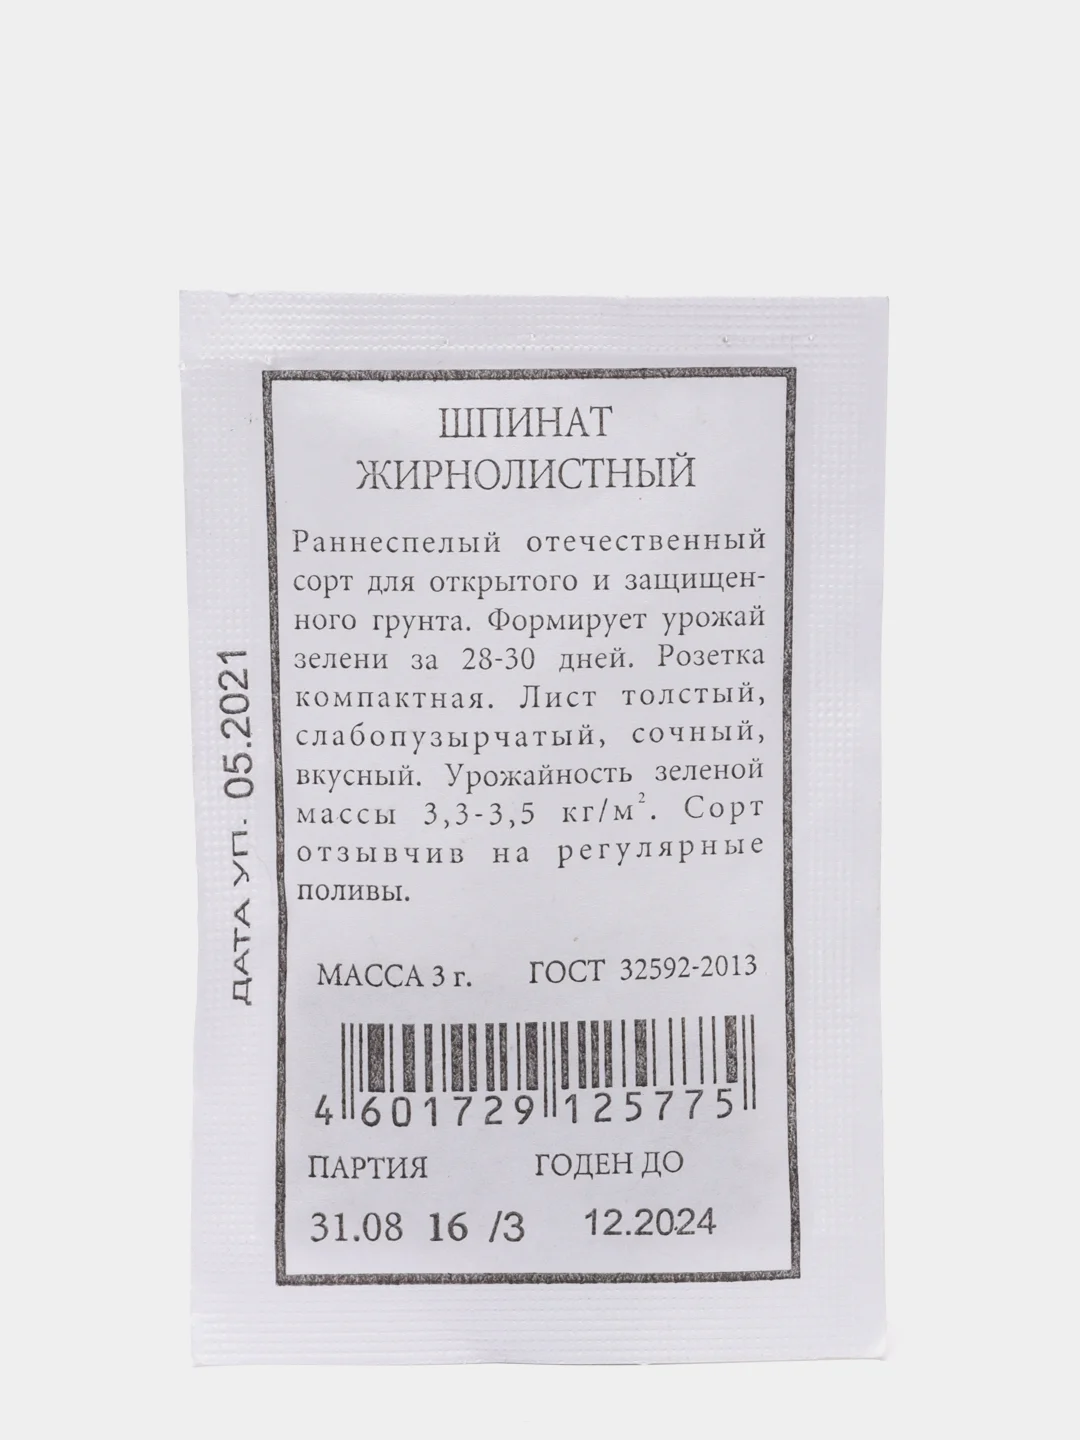 ШПИНАТ
ЖИРНОЛИСТНЫЙ
Раннеспелый отечественный
сорт для открытого и защищен-
ного грунта. Формирует урожай
зелени за 28-30 дней. Розетка
компактная. Лист толстый,
слабопузырчатый, сочный,
вкусный. Урожайность зеленой
массы 3,3-3,5 кг/м². Сорт
отзывчив на регулярные
поливы.
МАССА 3 г. ГОСТ 32592-2013
4 601729 125775
ПАРТИЯ ГОДЕН ДО
31.08 16 /3 12.2024
ДАТА УП. 05.2021